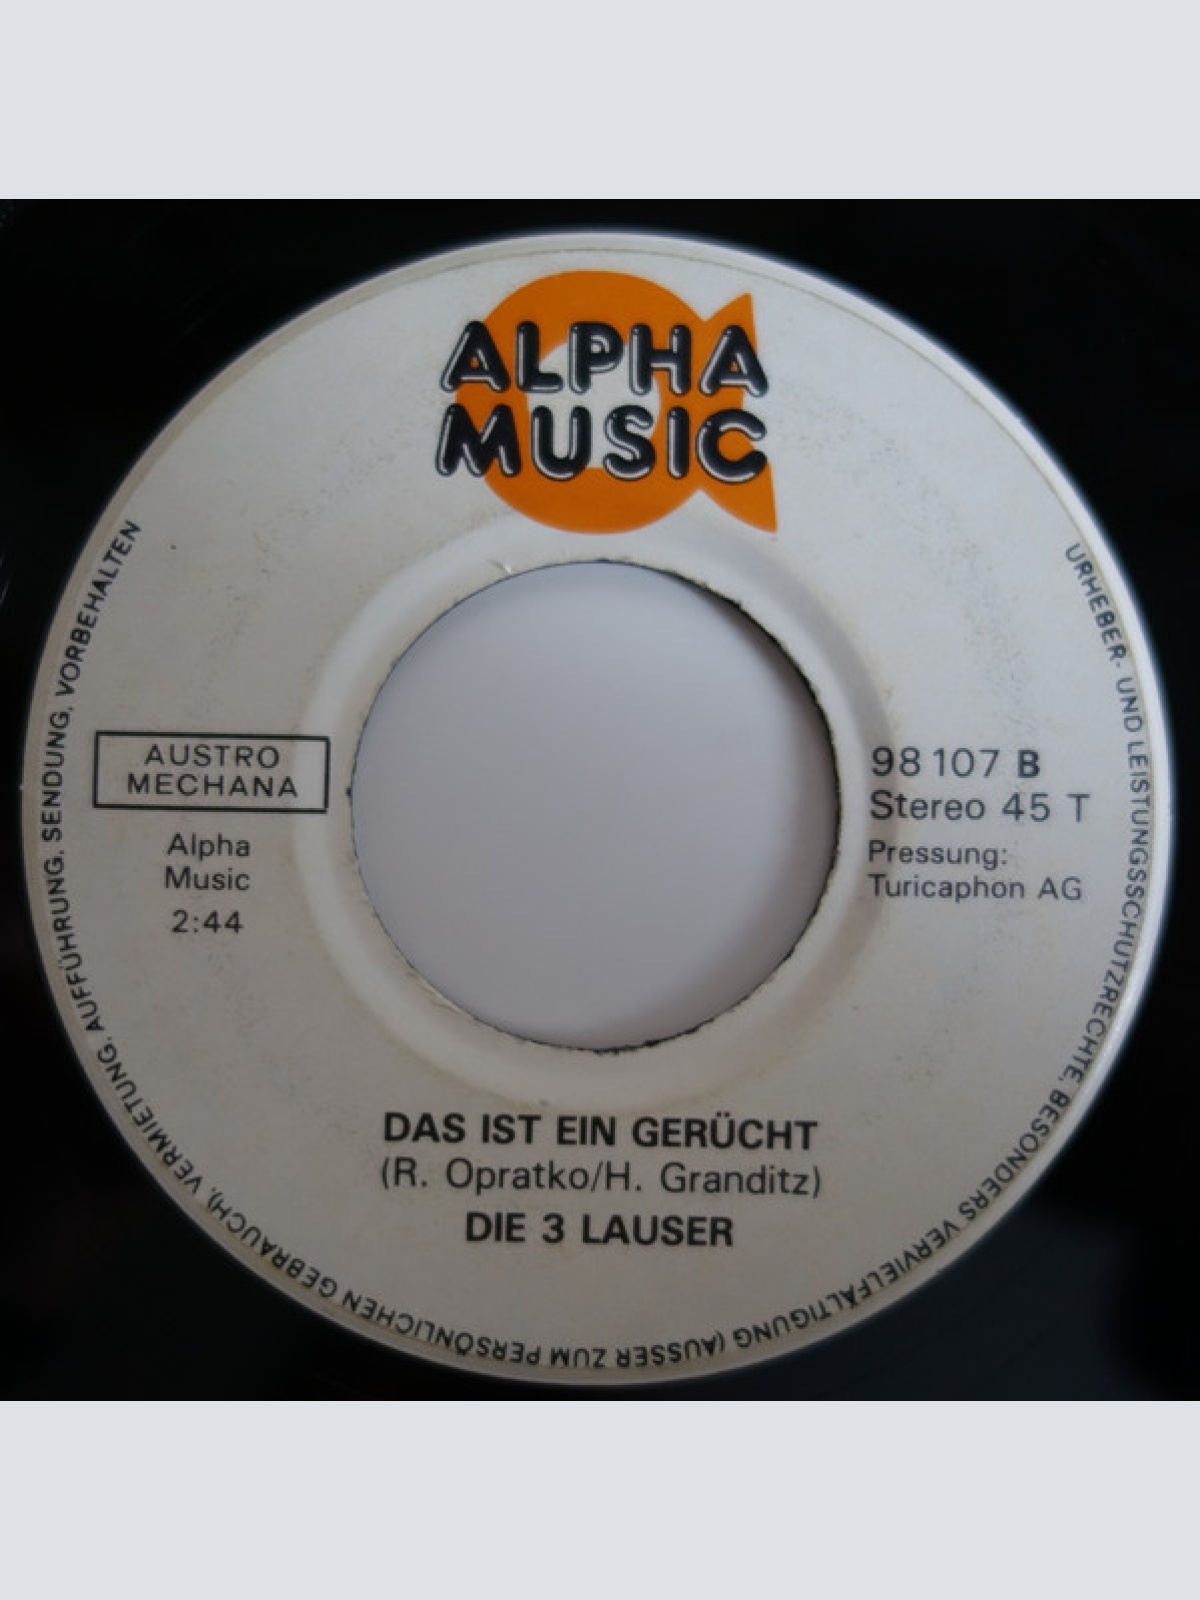 ALPHA
MUSIC
AUSTRO
MECHANA
Alpha
Music
2:44
98 107 B
Stereo 45 T
Pressung:
Turicaphon AG
DAS IST EIN GERÜCHT
(R. Opratko/H. Granditz)
DIE 3 LAUSER
URHEBER- UND LEISTUNGSSCHUTZRECHTE, BESONDERS VERVIELFÄLTIGUNG (AUSSER ZUM PERSÖNLICHEN GEBRAUCH), VERMIETUNG, AUFFÜHRUNG, SENDUNG, VORBEHALTEN